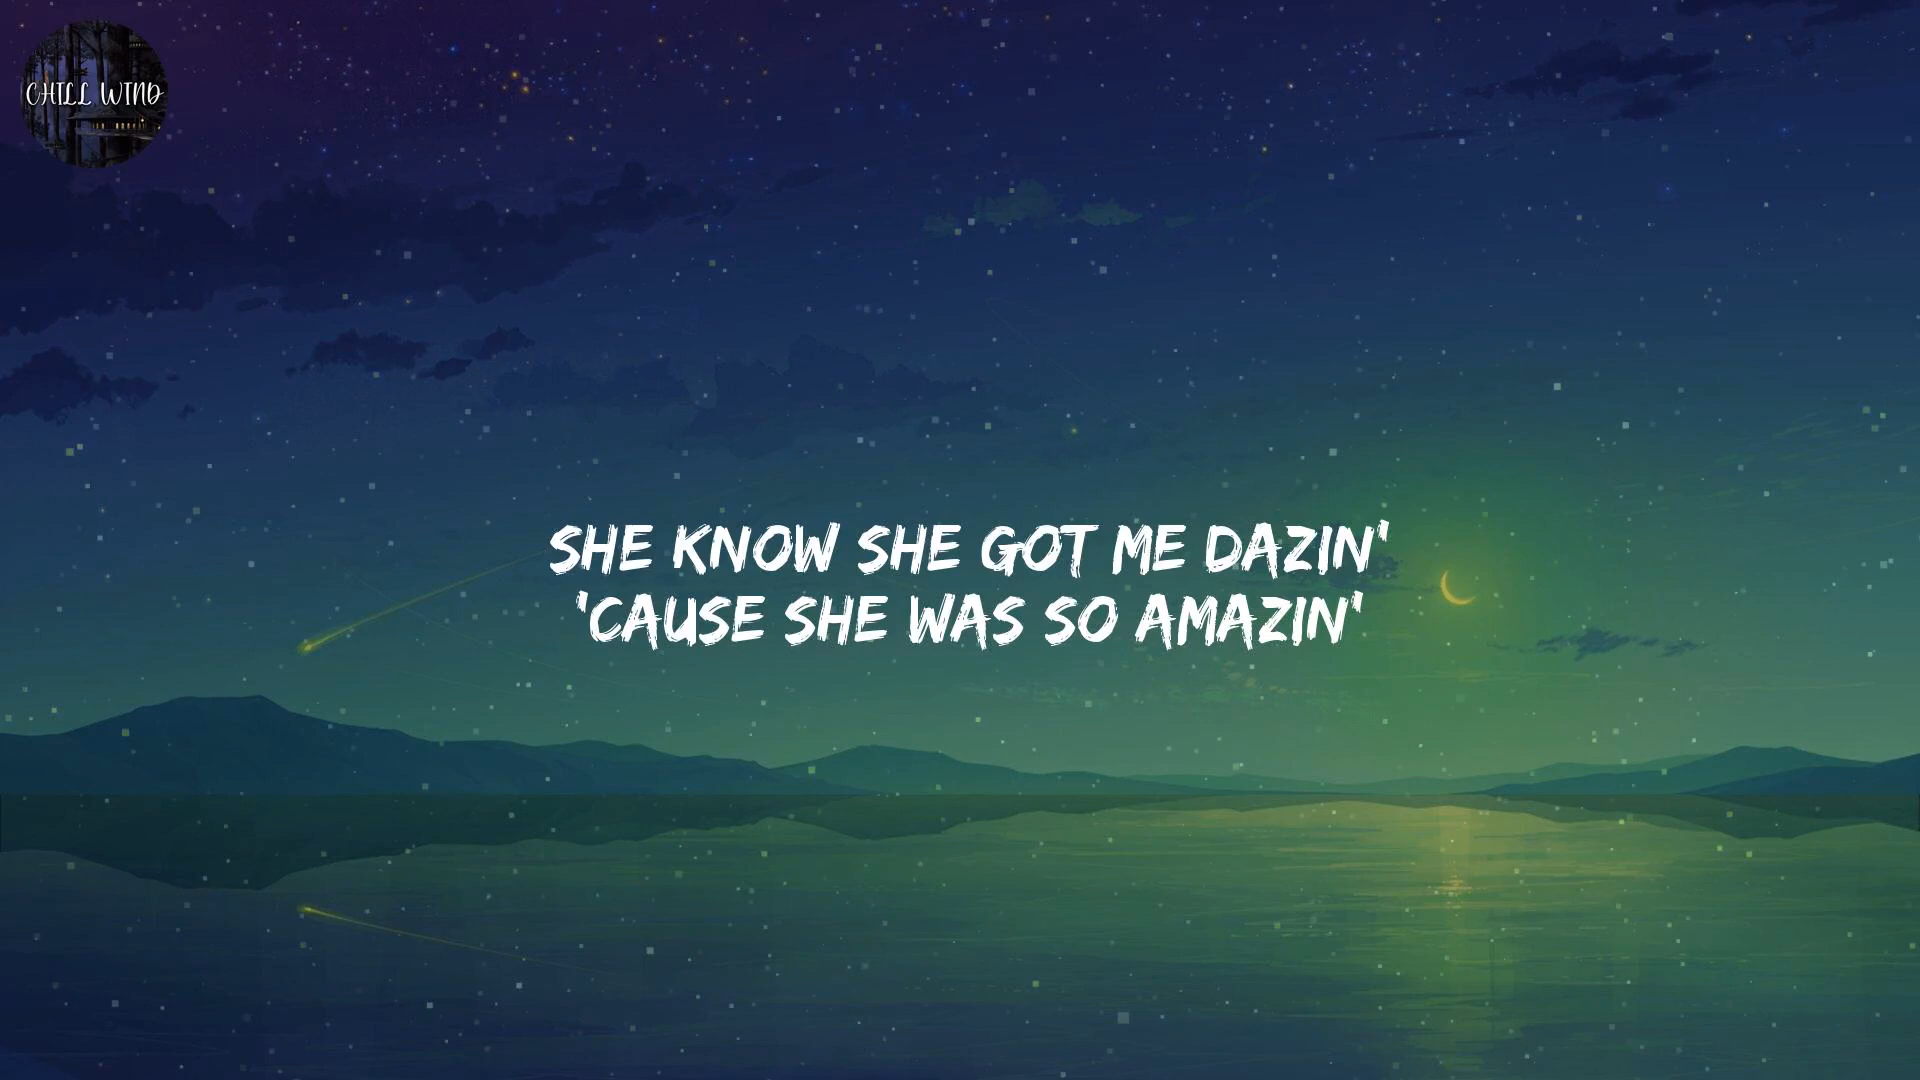 CHILL WIND
SHE KNOW SHE GOT ME DAZIN'
'CAUSE SHE WAS SO AMAZIN'